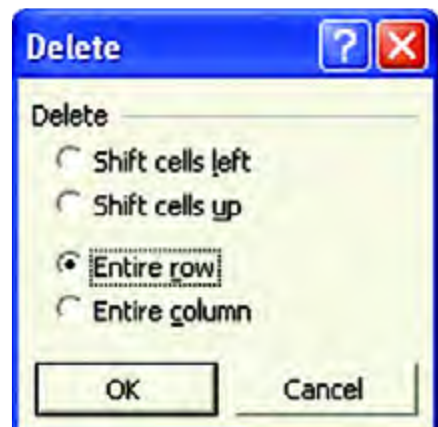 Delete ?
Delete
Shift cells left
Shift cells up
Entire row
Entire column
OK Cancel